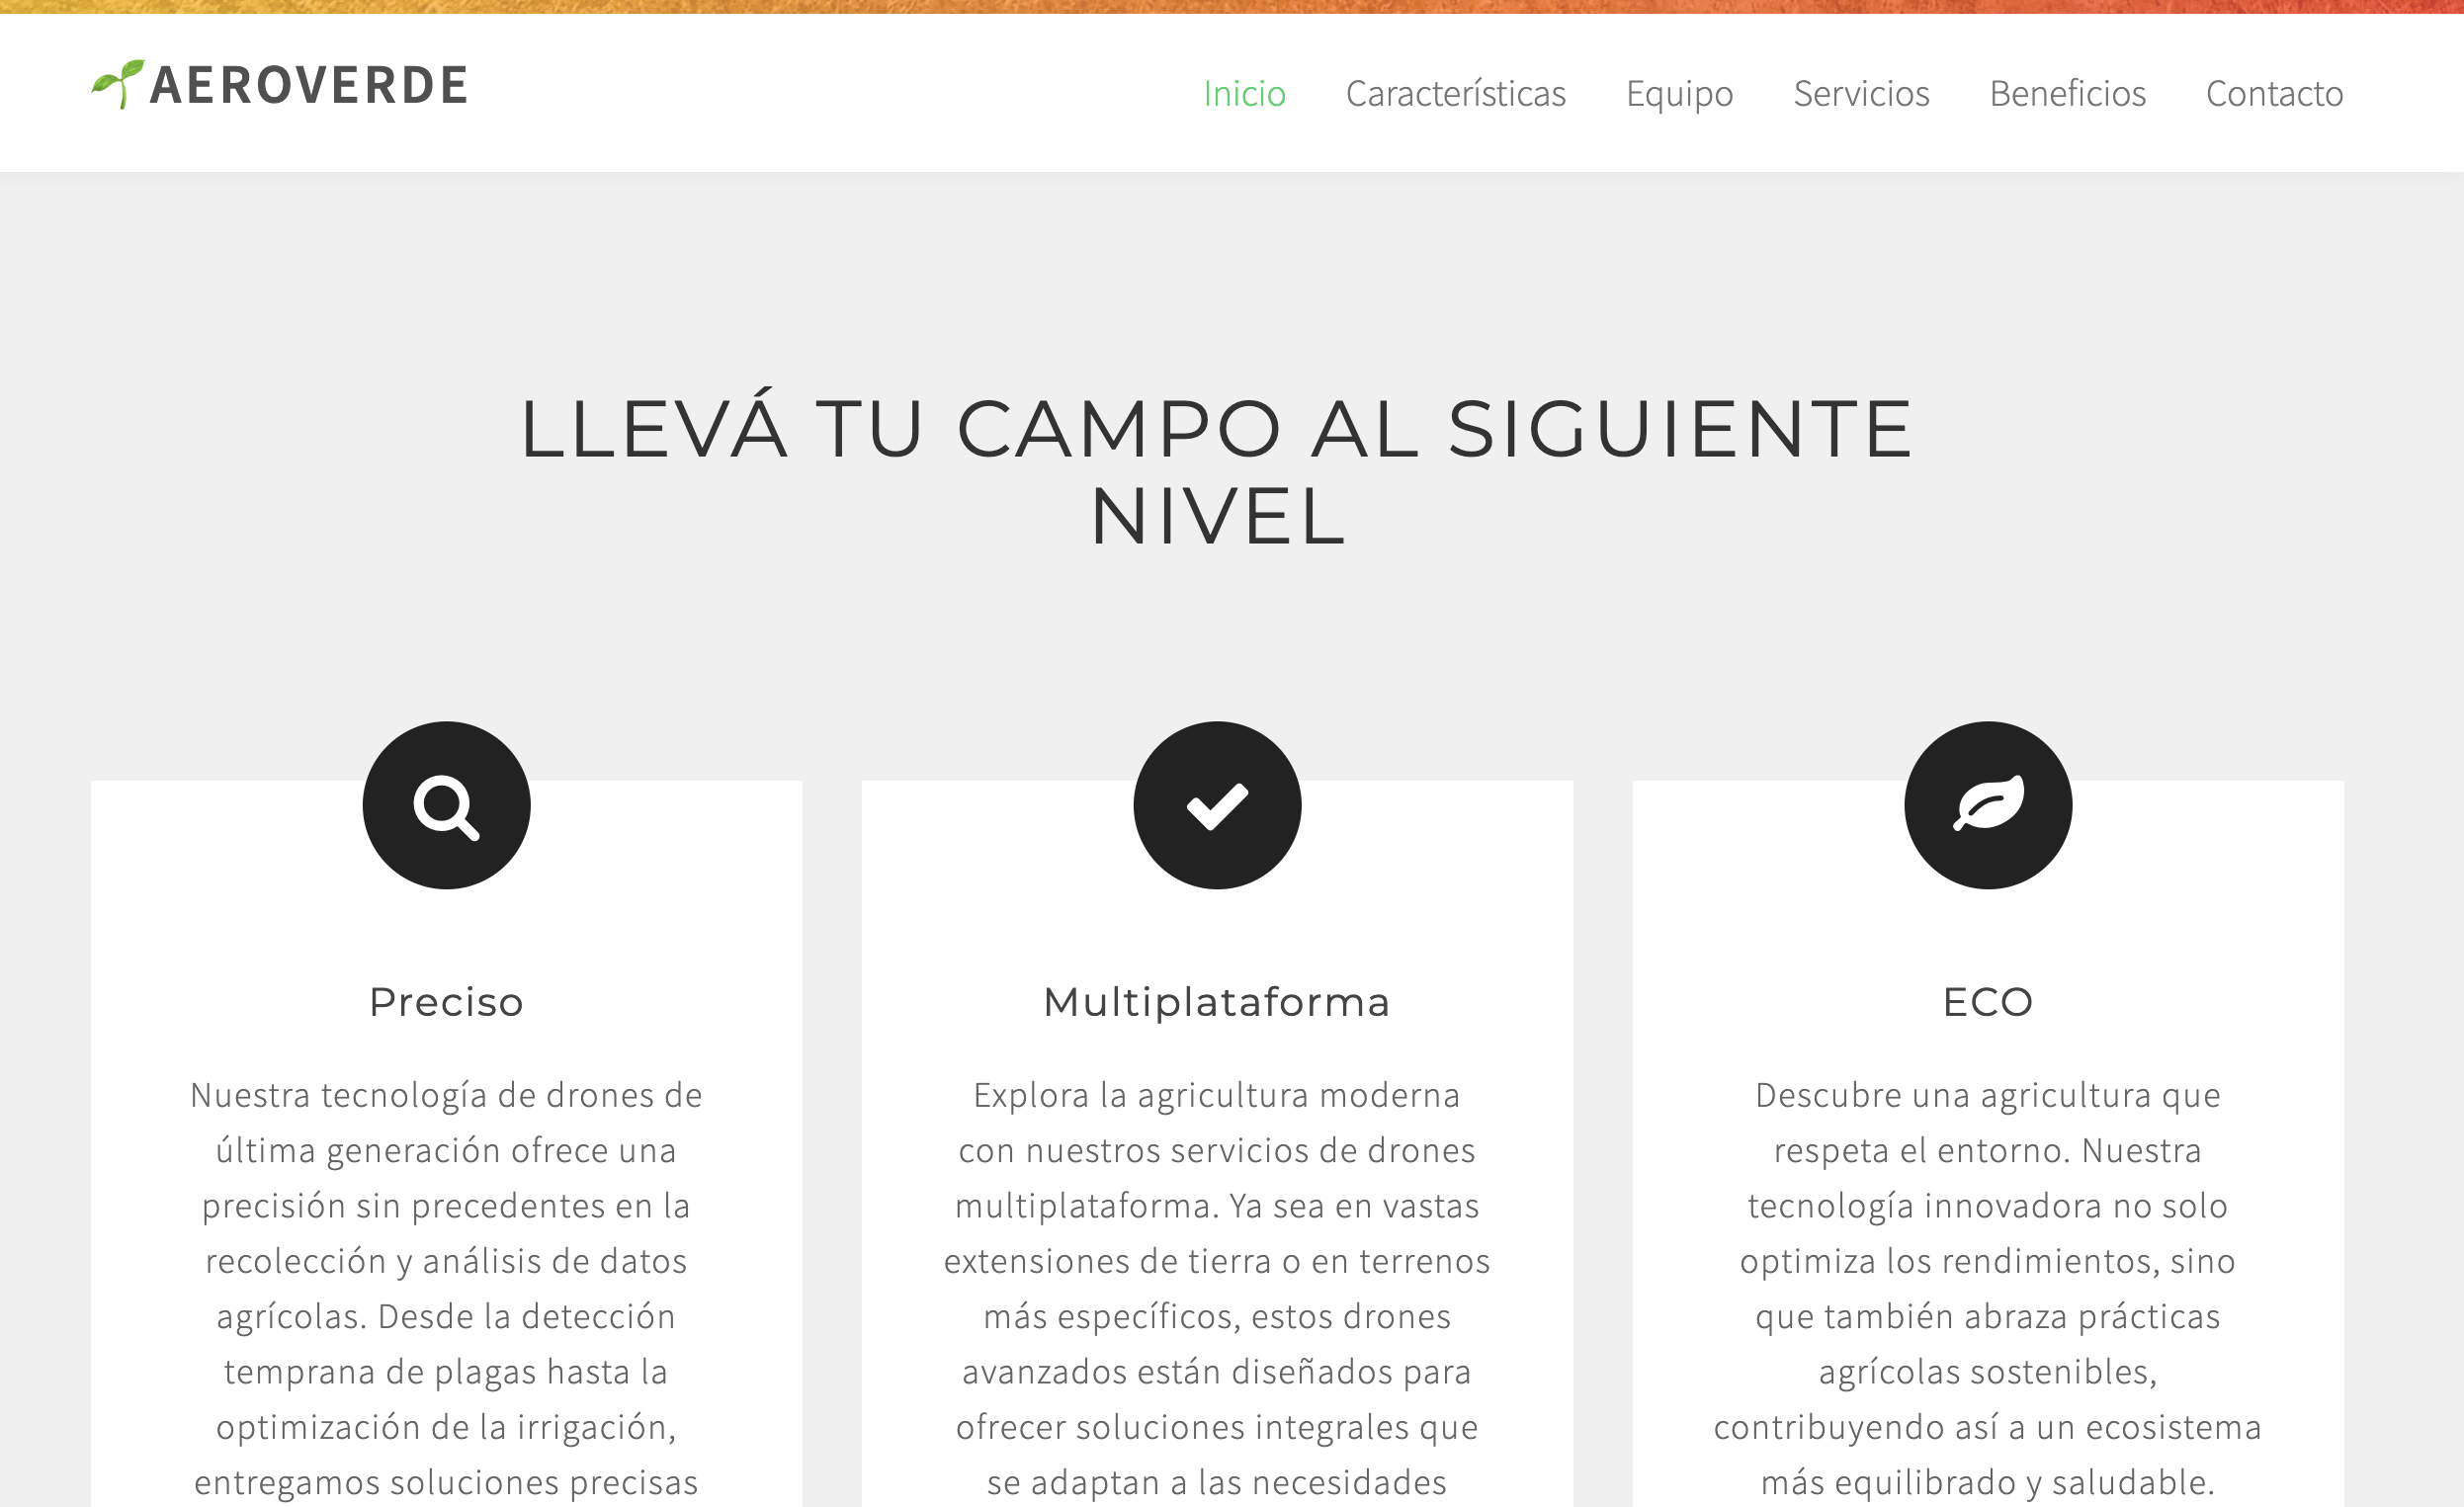 AEROVERDE
Inicio Características Equipo Servicios Beneficios Contacto
LLEVÁ TU CAMPO AL SIGUIENTE
NIVEL
Preciso
Nuestra tecnología de drones de
última generación ofrece una
precisión sin precedentes en la
recolección y análisis de datos
agrícolas. Desde la detección
temprana de plagas hasta la
optimización de la irrigación,
entregamos soluciones precisas
Multiplataforma
Explora la agricultura moderna
con nuestros servicios de drones
multiplataforma. Ya sea en vastas
extensiones de tierra o en terrenos
más específicos, estos drones
avanzados están diseñados para
ofrecer soluciones integrales que
se adaptan a las necesidades
ECO
Descubre una agricultura que
respeta el entorno. Nuestra
tecnología innovadora no solo
optimiza los rendimientos, sino
que también abraza prácticas
agrícolas sostenibles,
contribuyendo así a un ecosistema
más equilibrado y saludable.